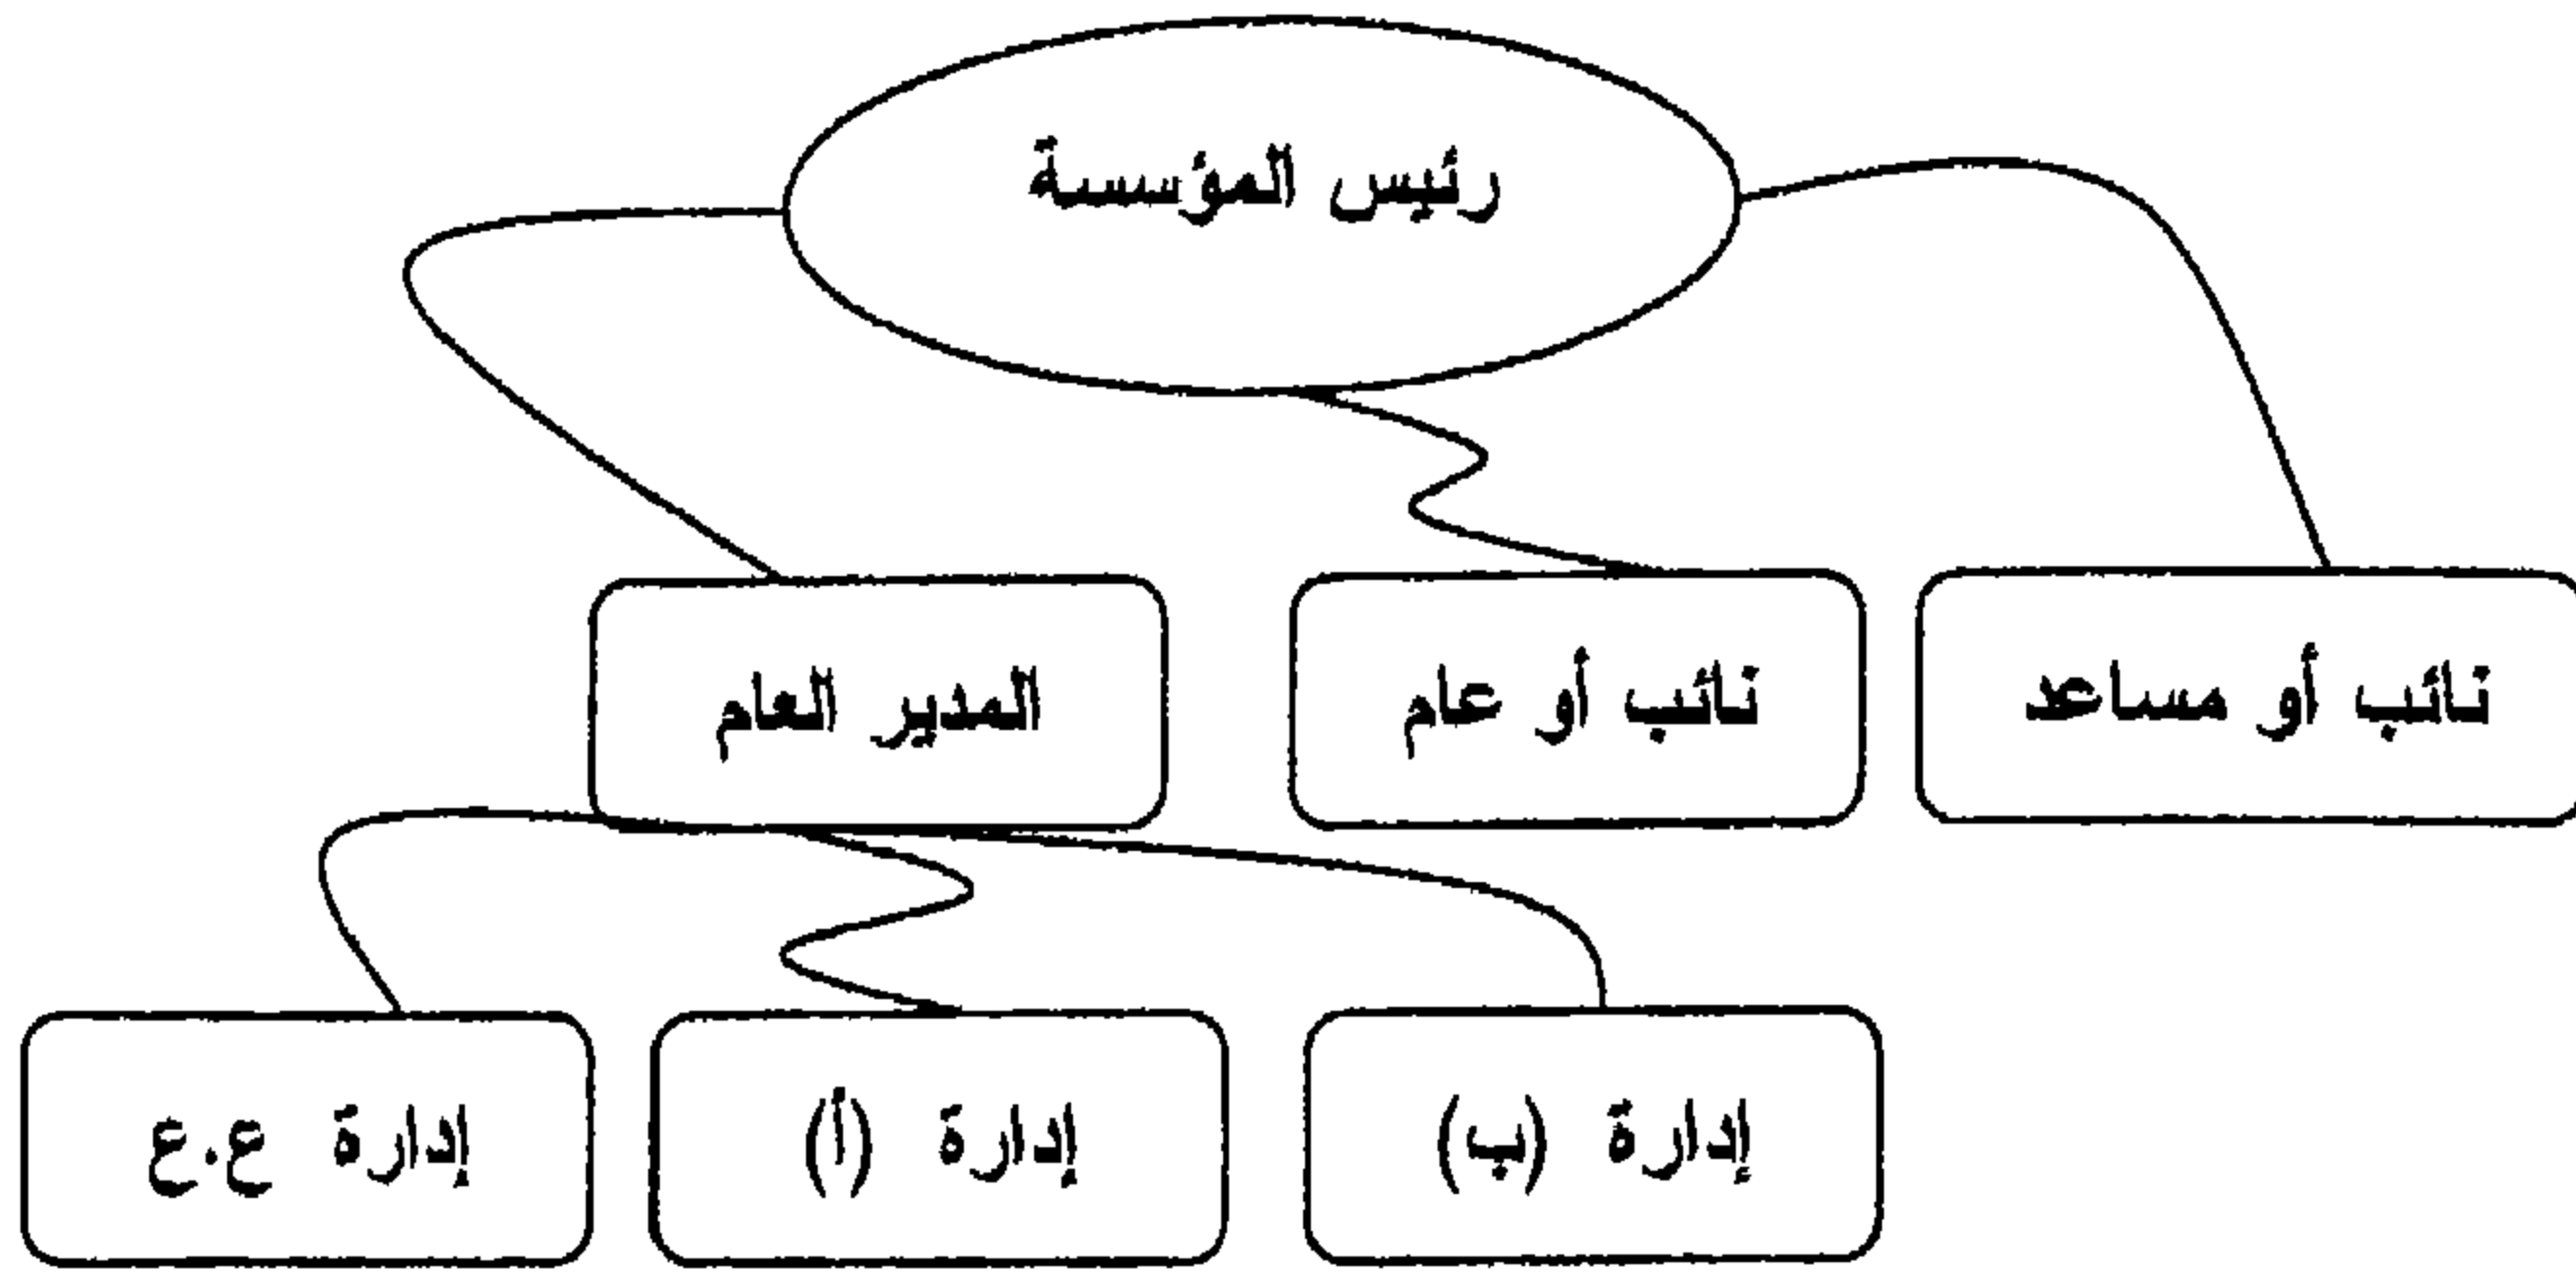 رئيس المؤسسة
نائب أو مساعد
نائب أو عام
المدير العام
إدارة (ب)
إدارة (أ)
إدارة ع.ع